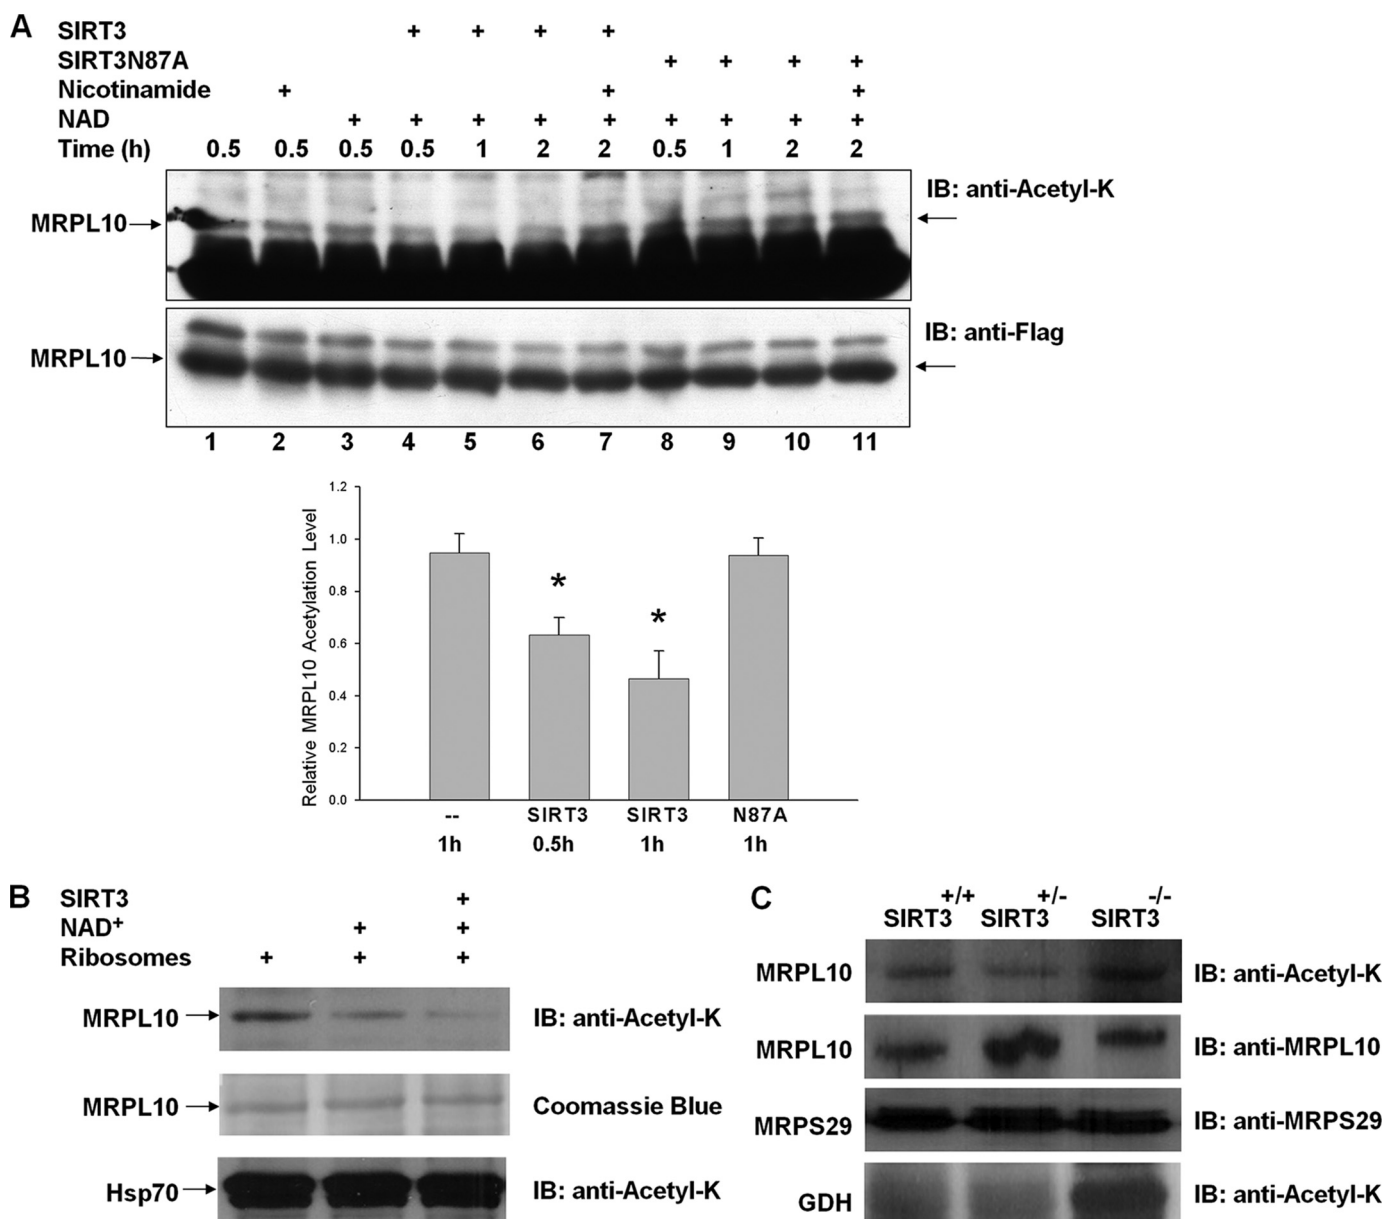 A
SIRT3 + + + +
SIRT3N87A + + + +
Nicotinamide + + +
NAD + + + + + + + + +
Time (h) 0.5 0.5 0.5 0.5 1 2 2 0.5 1 2 2
IB: anti-Acetyl-K
MRPL10
IB: anti-Flag
MRPL10
1 2 3 4 5 6 7 8 9 10 11
Relative MRPL10 Acetylation Level
1.2
1.0
0.8
0.6
0.4
0.2
0.0
*
*
-- SIRT3 SIRT3 N87A
1h 0.5h 1h 1h
B
SIRT3 +
NAD+ + +
Ribosomes + + +
MRPL10 IB: anti-Acetyl-K
MRPL10 Coomassie Blue
Hsp70 IB: anti-Acetyl-K
C
SIRT3+/+ SIRT3+/- SIRT3-/-
MRPL10 IB: anti-Acetyl-K
MRPL10 IB: anti-MRPL10
MRPS29 IB: anti-MRPS29
GDH IB: anti-Acetyl-K